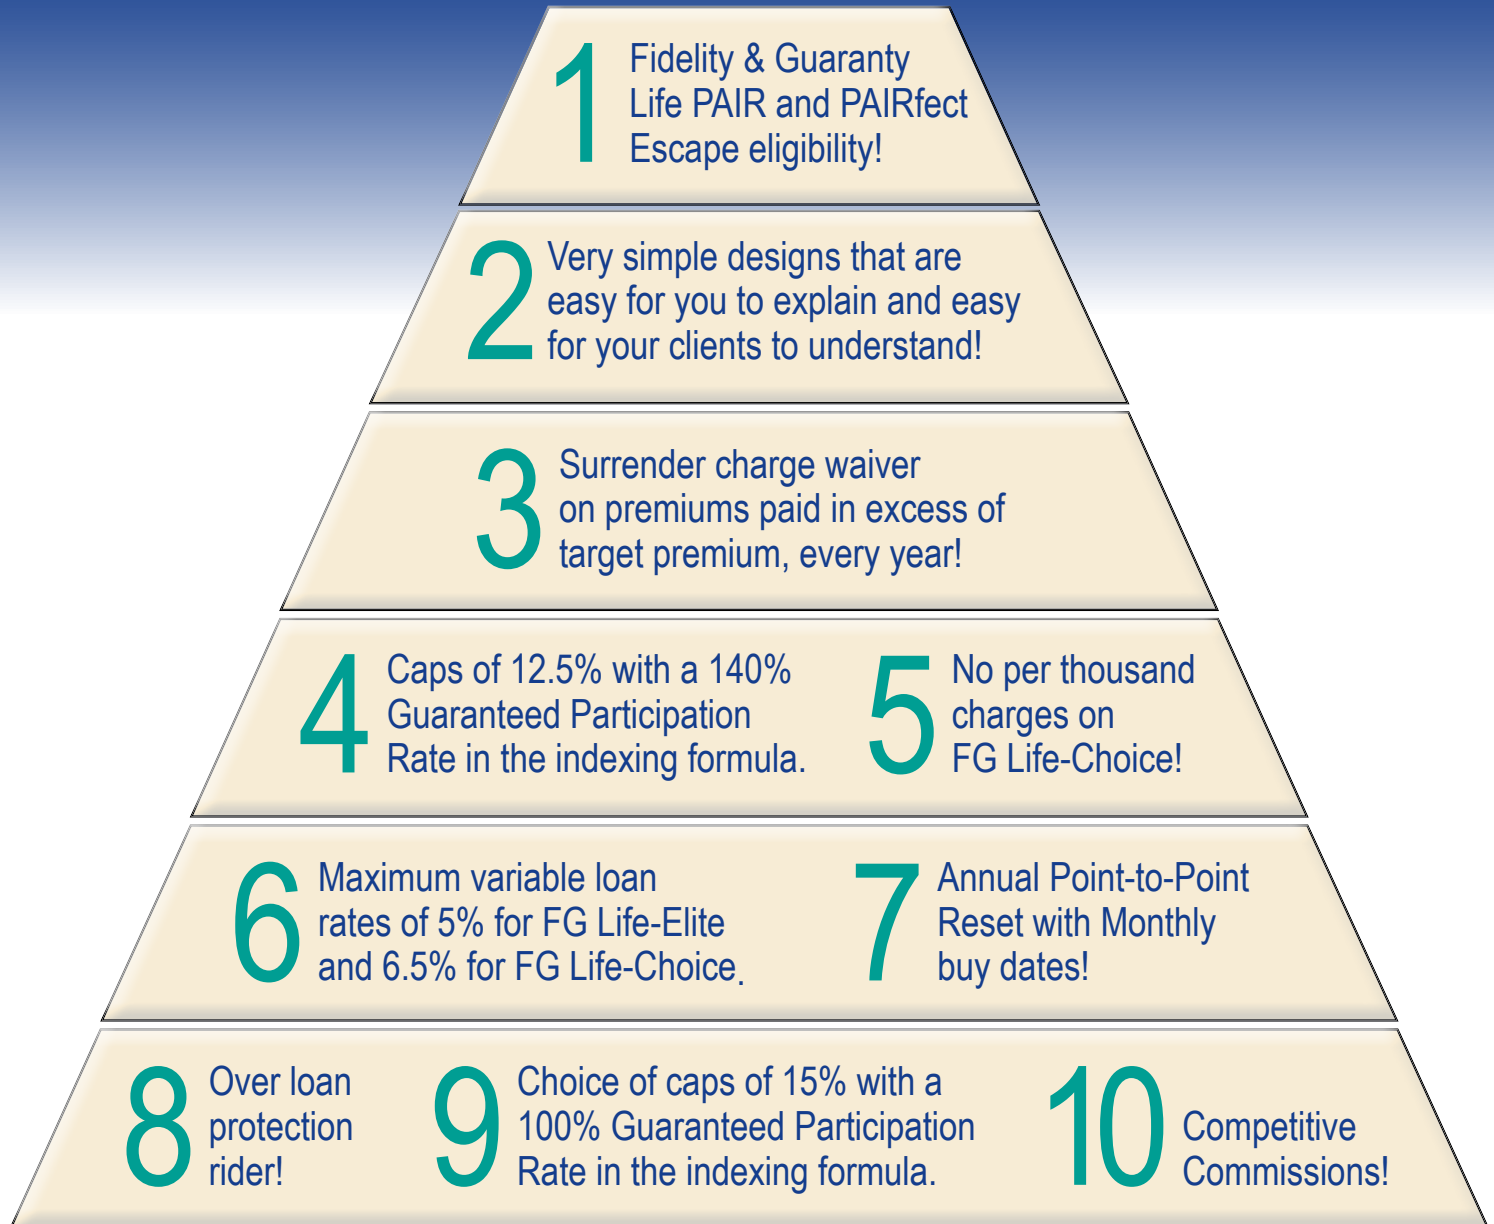 1
Fidelity & Guaranty
Life PAIR and PAIRfect
Escape eligibility!
2
Very simple designs that are
easy for you to explain and easy
for your clients to understand!
3
Surrender charge waiver
on premiums paid in excess of
target premium, every year!
4
Caps of 12.5% with a 140%
Guaranteed Participation
Rate in the indexing formula.
5
No per thousand
charges on
FG Life-Choice!
6
Maximum variable loan
rates of 5% for FG Life-Elite
and 6.5% for FG Life-Choice.
7
Annual Point-to-Point
Reset with Monthly
buy dates!
8
Over loan
protection
rider!
9
Choice of caps of 15% with a
100% Guaranteed Participation
Rate in the indexing formula.
10
Competitive
Commissions!